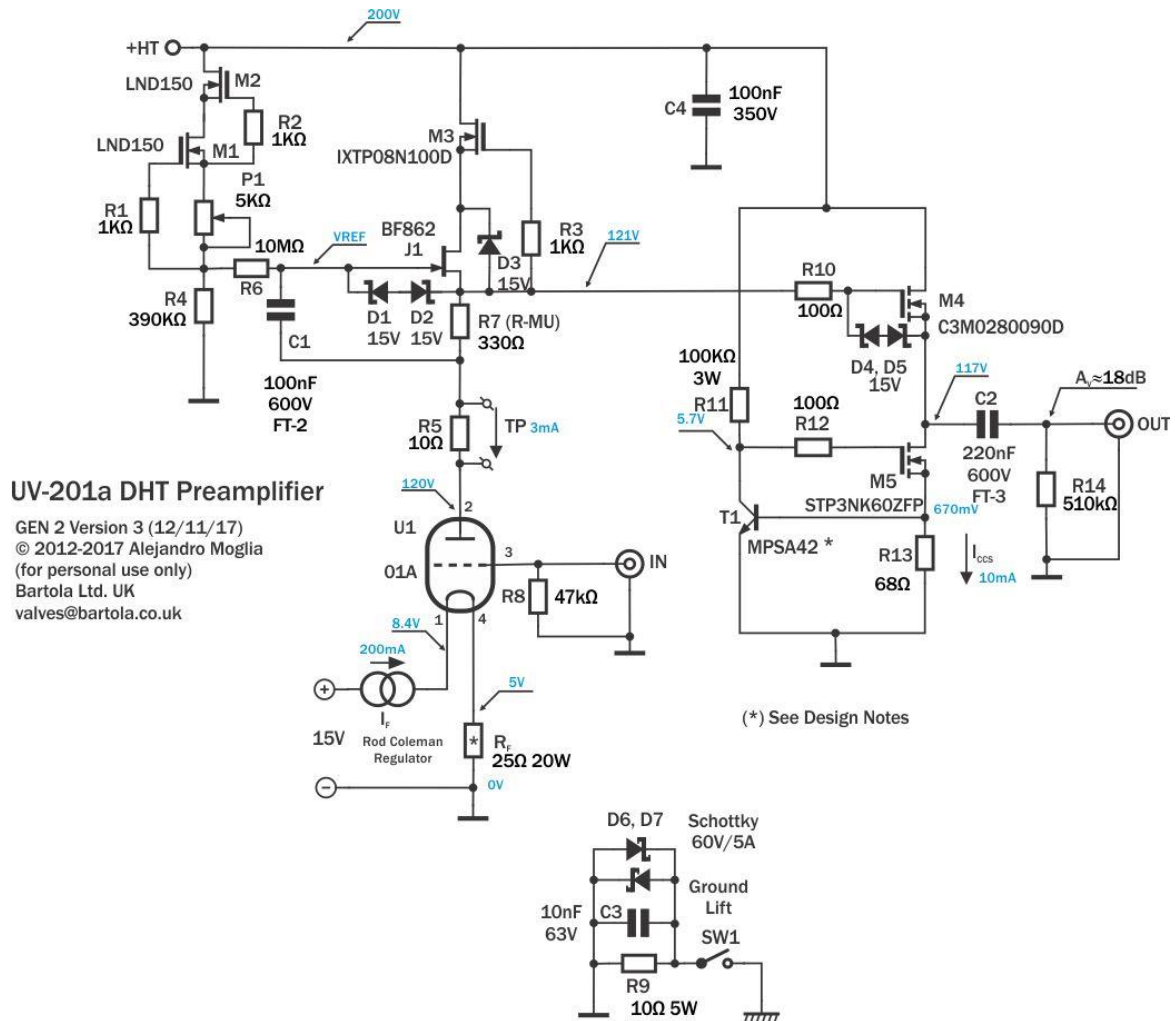 200V
+HT
LND150
M2
R2
1KΩ
LND150
M1
P1
5KΩ
R1
1KΩ
10MΩ
R6
VREF
R4
390KΩ
C1
100nF
600V
FT-2
M3
IXTP08N100D
BF862
J1
D3
15V
R3
1KΩ
D1
15V
D2
15V
R7 (R-MU)
330Ω
121V
C4
100nF
350V
R10
100Ω
M4
C3M0280090D
D4, D5
15V
100KΩ
3W
R11
100Ω
R12
5.7V
117V
C2
220nF
600V
FT-3
Aᵥ≈18dB
OUT
R14
510kΩ
M5
STP3NK60ZFP
670mV
T1
MPSA42 *
R13
68Ω
I CCS
10mA
(*) See Design Notes
R5
10Ω
TP 3mA
120V
2
U1
01A
3
IN
R8
47kΩ
1
4
8.4V
200mA
5V
+
I F
15V
Rod Coleman
Regulator
*
R F
25Ω 20W
−
0V
UV-201a DHT Preamplifier
GEN 2 Version 3 (12/11/17)
© 2012-2017 Alejandro Moglia
(for personal use only)
Bartola Ltd. UK
valves@bartola.co.uk
D6, D7
Schottky
60V/5A
Ground
Lift
10nF
63V
C3
SW1
R9
10Ω 5W